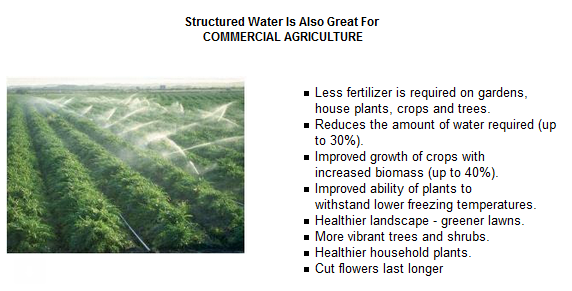 Structured Water Is Also Great For
COMMERCIAL AGRICULTURE
▪ Less fertilizer is required on gardens,
house plants, crops and trees.
▪ Reduces the amount of water required (up
to 30%).
▪ Improved growth of crops with
increased biomass (up to 40%).
▪ Improved ability of plants to
withstand lower freezing temperatures.
▪ Healthier landscape - greener lawns.
▪ More vibrant trees and shrubs.
▪ Healthier household plants.
▪ Cut flowers last longer